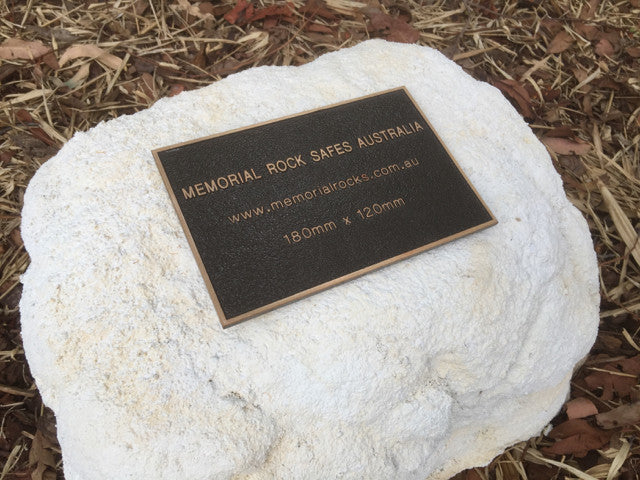 MEMORIAL ROCK SAFES AUSTRALIA
www.memorialrocks.com.au
180mm x 120mm